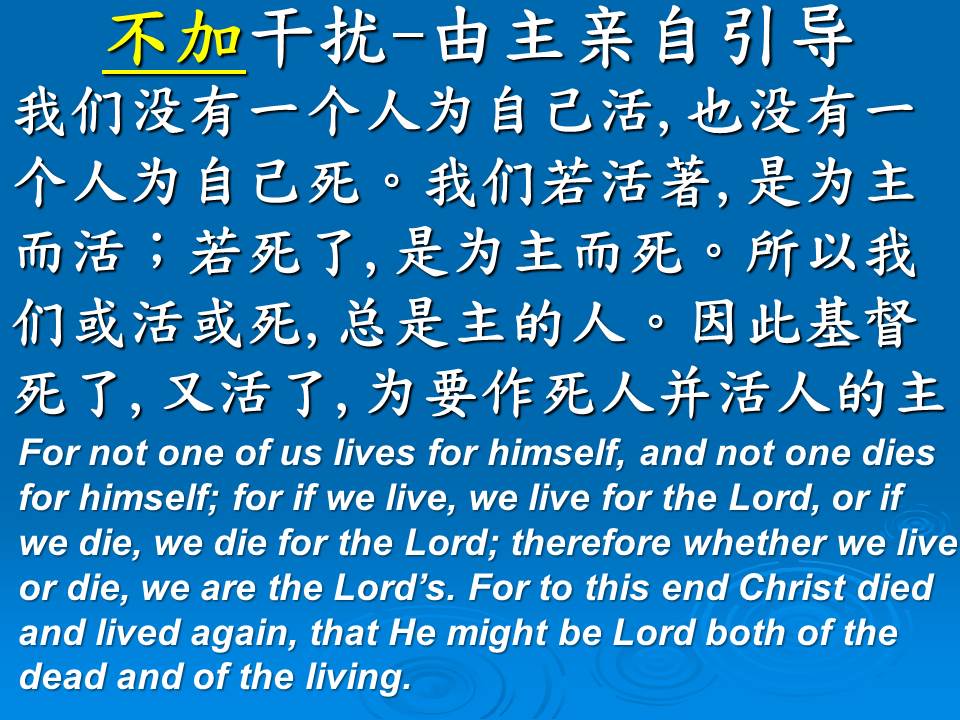 不加干扰-由主亲自引导
我们没有一个人为自己活,也没有一
个人为自己死。我们若活著,是为主
而活；若死了,是为主而死。所以我
们或活或死,总是主的人。因此基督
死了,又活了,为要作死人并活人的主
For not one of us lives for himself, and not one dies
for himself; for if we live, we live for the Lord, or if
we die, we die for the Lord; therefore whether we live
or die, we are the Lord’s. For to this end Christ died
and lived again, that He might be Lord both of the
dead and of the living.